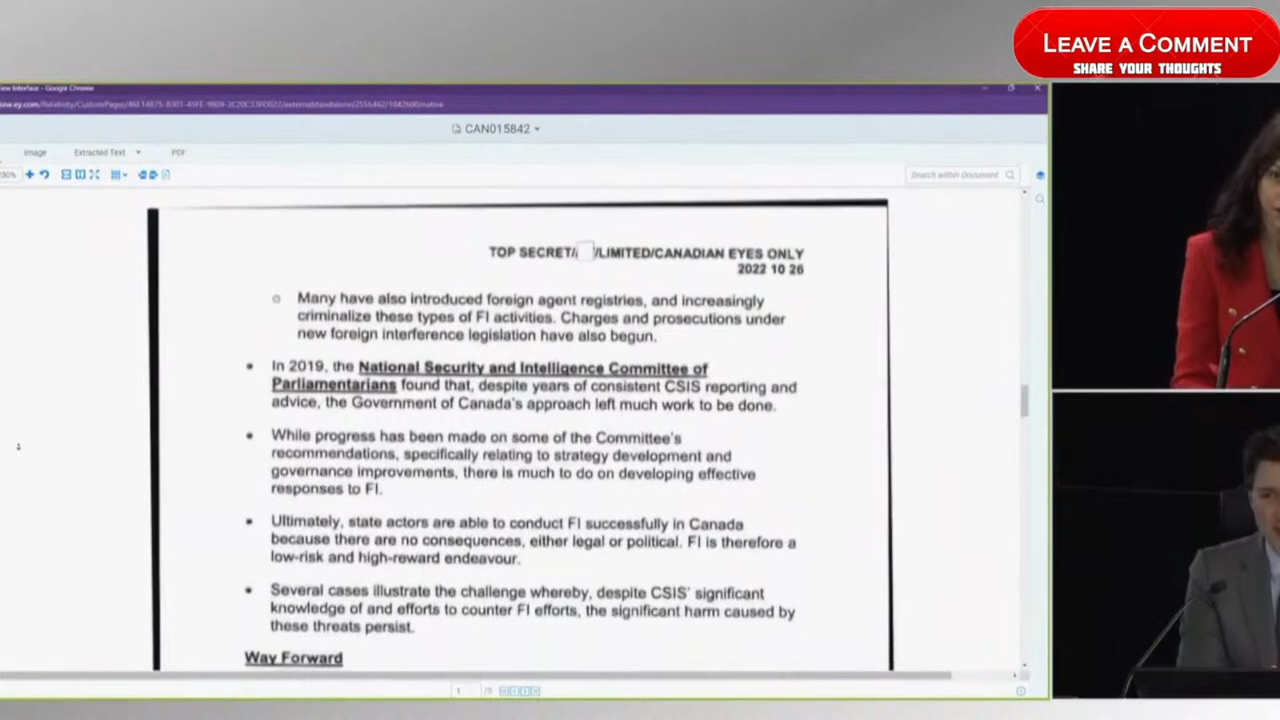 LEAVE A COMMENT
SHARE YOUR THOUGHTS
Interface - Google Chrome
CAN015842
Image
Extracted Text
PDF
Search within Document
TOP SECRET/ /LIMITED/CANADIAN EYES ONLY
2022 10 26
o Many have also introduced foreign agent registries, and increasingly
criminalize these types of FI activities. Charges and prosecutions under
new foreign interference legislation have also begun.
• In 2019, the National Security and Intelligence Committee of
Parliamentarians found that, despite years of consistent CSIS reporting and
advice, the Government of Canada's approach left much work to be done.
• While progress has been made on some of the Committee's
recommendations, specifically relating to strategy development and
governance improvements, there is much to do on developing effective
responses to FI.
• Ultimately, state actors are able to conduct FI successfully in Canada
because there are no consequences, either legal or political. FI is therefore a
low-risk and high-reward endeavour.
• Several cases illustrate the challenge whereby, despite CSIS' significant
knowledge of and efforts to counter FI efforts, the significant harm caused by
these threats persist.
Way Forward
1 /9